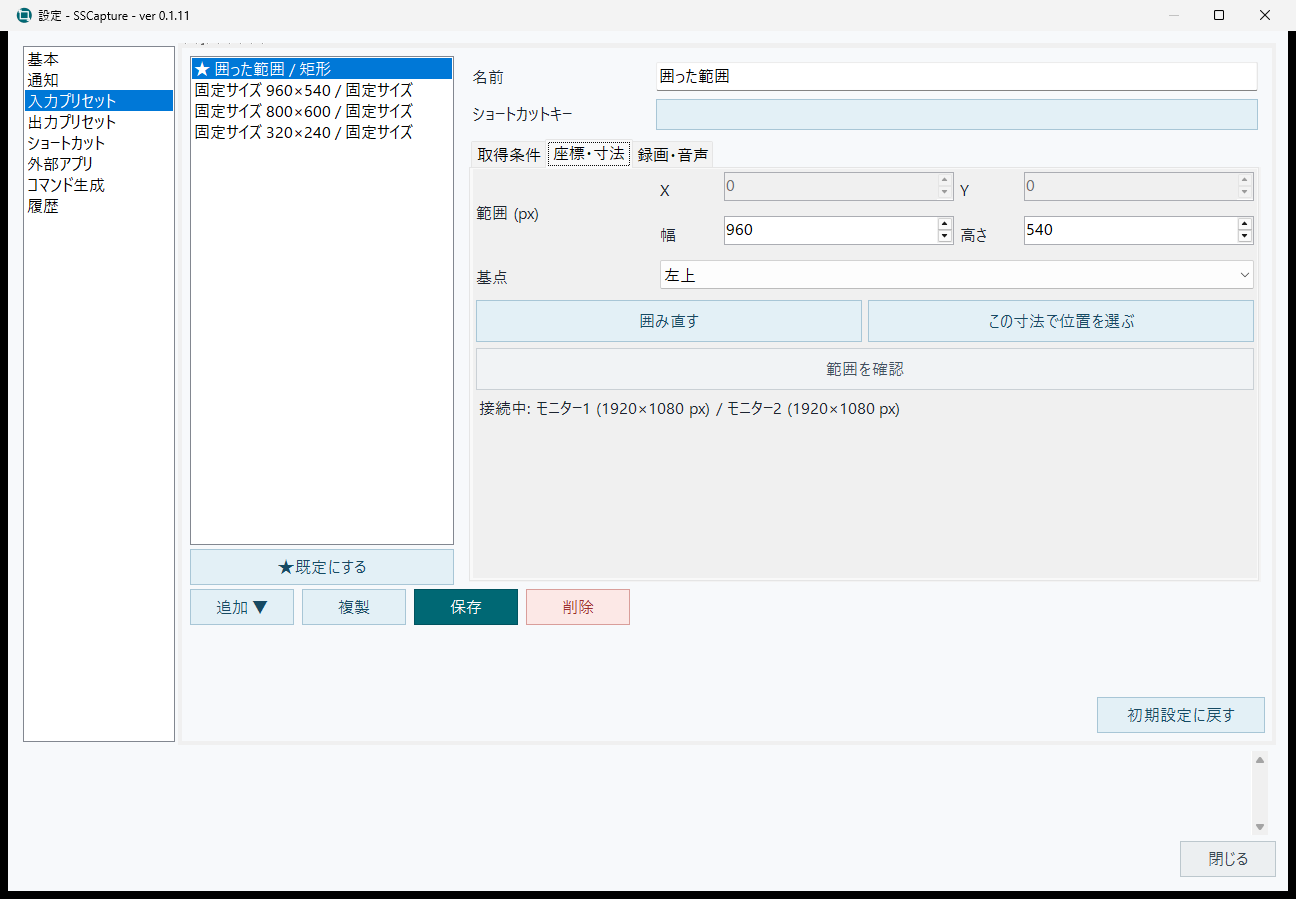 設定 - SSCapture - ver 0.1.11
基本
通知
入力プリセット
出力プリセット
ショートカット
外部アプリ
コマンド生成
履歴
★ 囲った範囲 / 矩形
固定サイズ 960×540 / 固定サイズ
固定サイズ 800×600 / 固定サイズ
固定サイズ 320×240 / 固定サイズ
★既定にする
追加 ▼
複製
保存
削除
名前
囲った範囲
ショートカットキー
取得条件
座標・寸法
録画・音声
範囲 (px)
X
0
Y
0
幅
960
高さ
540
基点
左上
囲み直す
この寸法で位置を選ぶ
範囲を確認
接続中: モニター1 (1920×1080 px) / モニター2 (1920×1080 px)
初期設定に戻す
閉じる